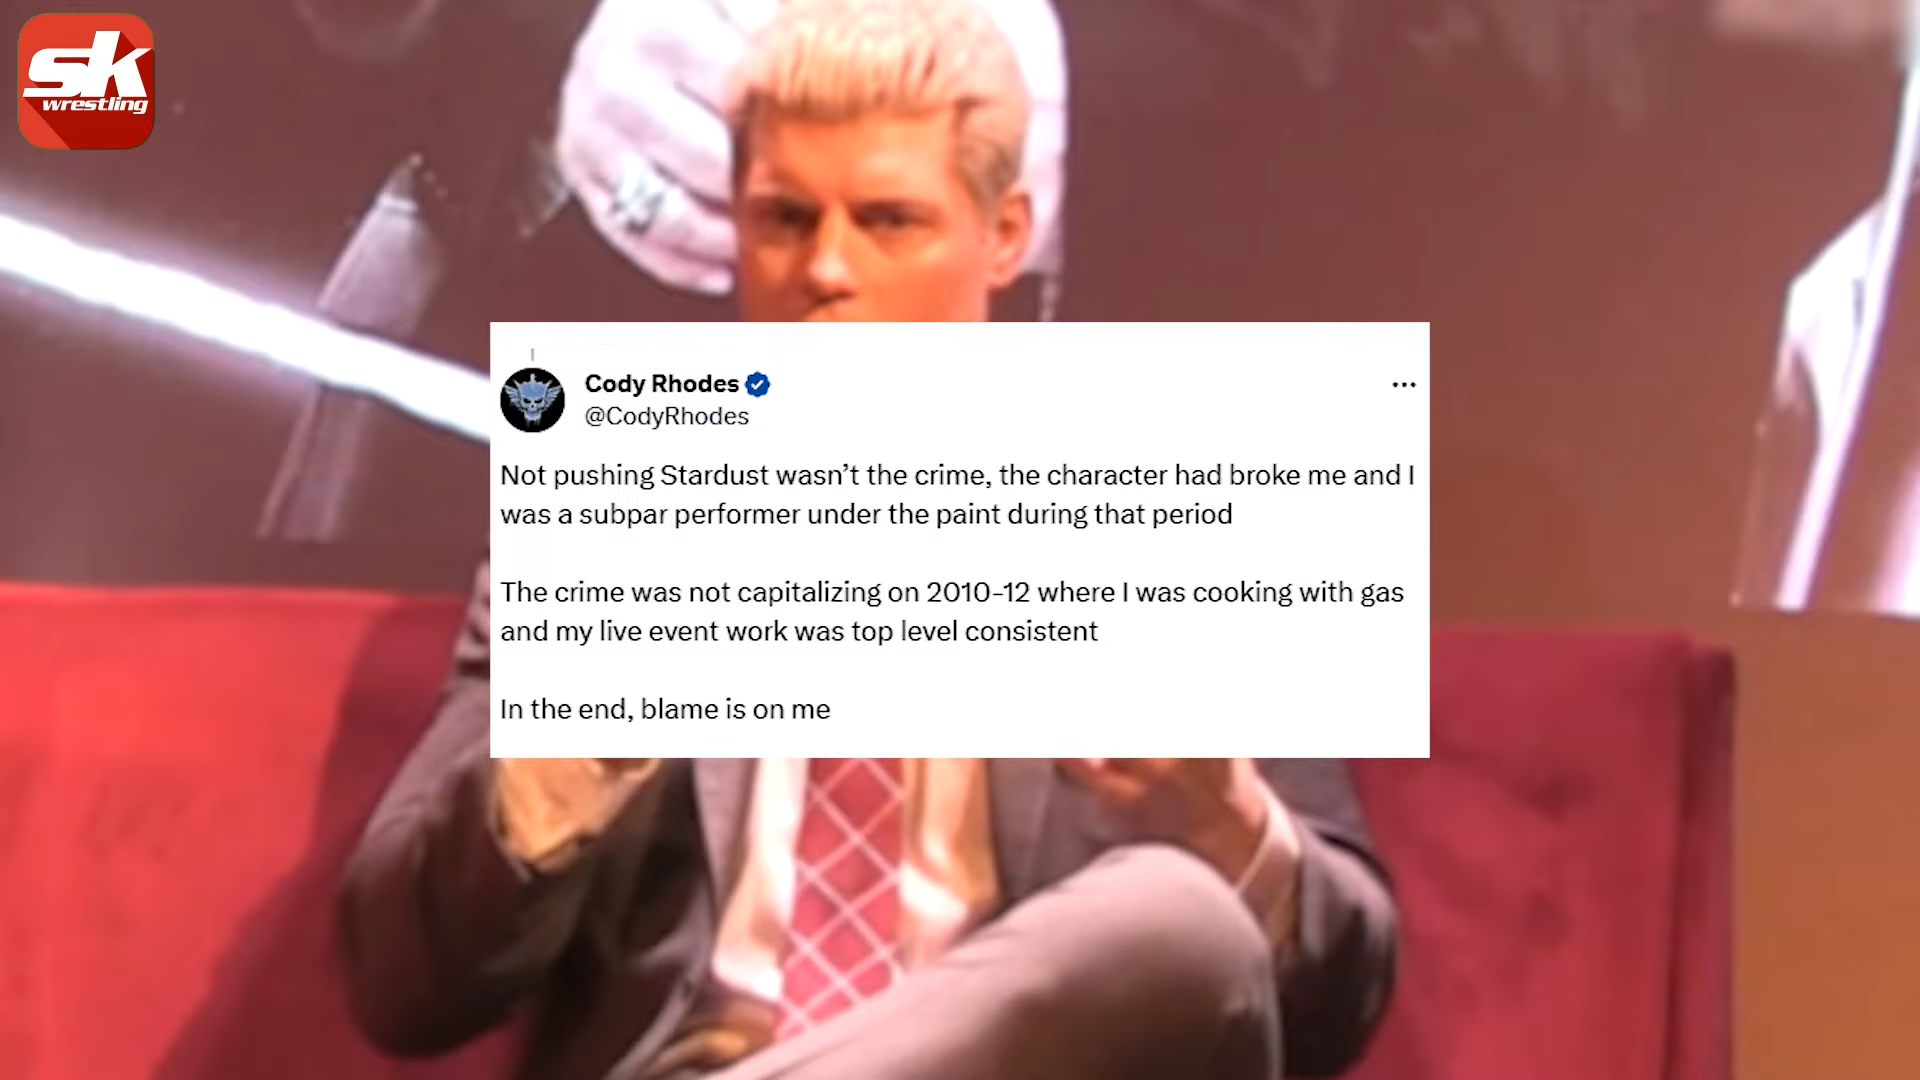 sk
wrestling
Cody Rhodes
@CodyRhodes
Not pushing Stardust wasn’t the crime, the character had broke me and I
was a subpar performer under the paint during that period
The crime was not capitalizing on 2010-12 where I was cooking with gas
and my live event work was top level consistent
In the end, blame is on me